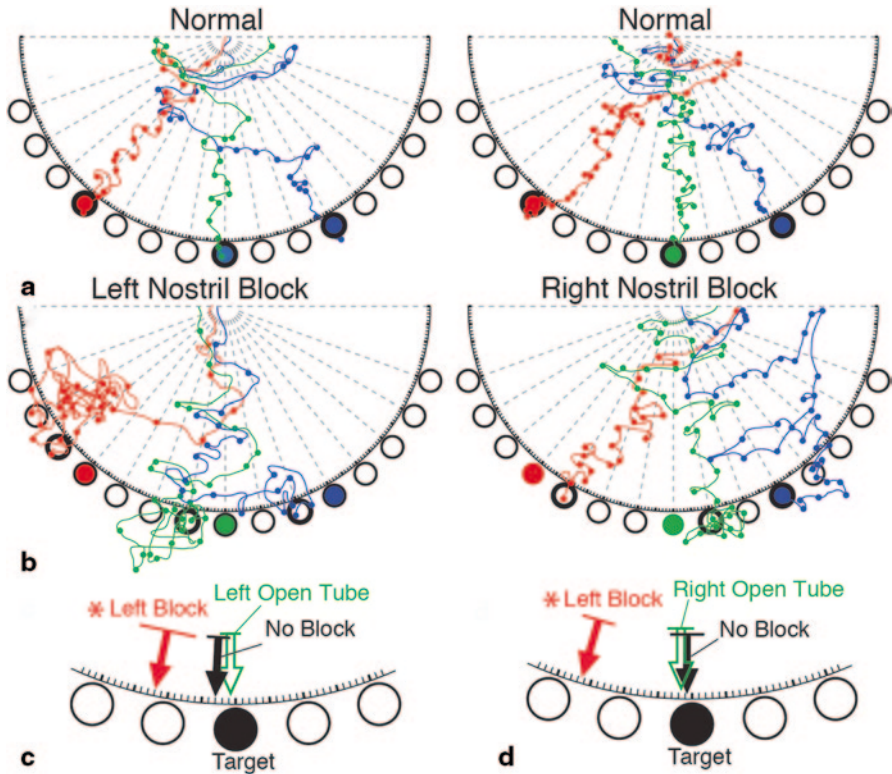 Normal
Normal
a
Left Nostril Block
Right Nostril Block
b
Left Open Tube
* Left Block
No Block
c
Target
Right Open Tube
* Left Block
No Block
d
Target